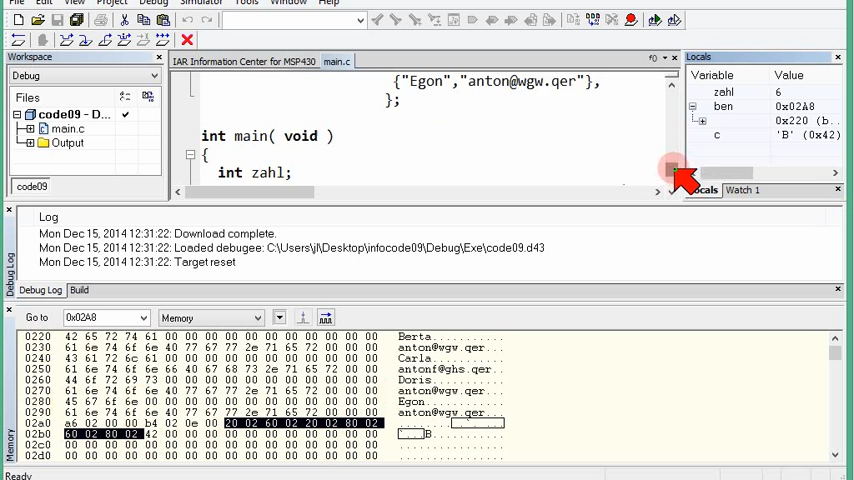 File Edit View Project Debug Simulator Tools Window Help
Workspace
Debug
Files
code09 - D...
main.c
Output
code09
IAR Information Center for MSP430 main.c
f0
{"Egon","anton@wgw.qer"},
};
int main( void )
{
int zahl;
Locals
Variable Value
zahl 6
ben 0x02A8
0x220 (b...
c 'B' (0x42)
Locals Watch 1
Log
Mon Dec 15, 2014 12:31:22: Download complete.
Mon Dec 15, 2014 12:31:22: Loaded debugee: C:\Users\jl\Desktop\infocode09\Debug\Exe\code09.d43
Mon Dec 15, 2014 12:31:22: Target reset
Debug Log
Debug Log Build
Go to 0x02A8 Memory
0220 42 65 72 74 61 00 00 00 00 00 00 00 00 00 00 00 Berta...........
0230 61 6e 74 6f 6e 40 77 67 77 2e 71 65 72 00 00 00 anton@wgw.qer...
0240 43 61 72 6c 61 00 00 00 00 00 00 00 00 00 00 00 Carla...........
0250 61 6e 74 6f 6e 66 40 67 68 73 2e 71 65 72 00 00 antonf@ghs.qer..
0260 44 6f 72 69 73 00 00 00 00 00 00 00 00 00 00 00 Doris...........
0270 61 6e 74 6f 6e 40 77 67 77 2e 71 65 72 00 00 00 anton@wgw.qer...
0280 45 67 6f 6e 00 00 00 00 00 00 00 00 00 00 00 00 Egon............
0290 61 6e 74 6f 6e 40 77 67 77 2e 71 65 72 00 00 00 anton@wgw.qer...
02a0 a6 02 00 00 b4 02 0e 00 20 02 60 02 20 02 80 02
02b0 60 02 80 02 42 00 00 00 00 00 00 00 00 00 00 00 ....B...........
02c0 00 00 00 00 00 00 00 00 00 00 00 00 00 00 00 00 ................
02d0 00 00 00 00 00 00 00 00 00 00 00 00 00 00 00 00 ................
Memory
Ready